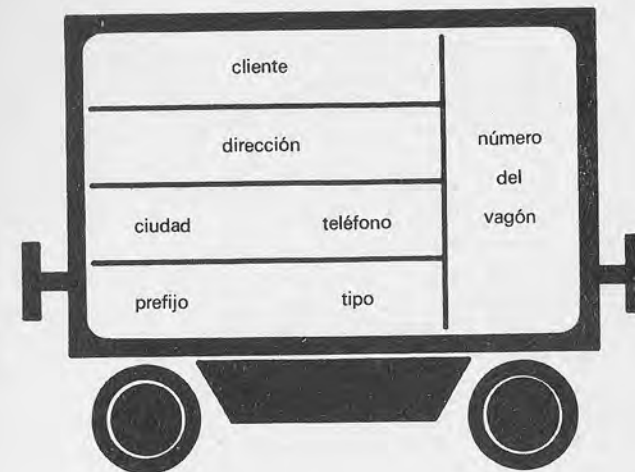 cliente
dirección
ciudad teléfono
prefijo tipo
número
del
vagón